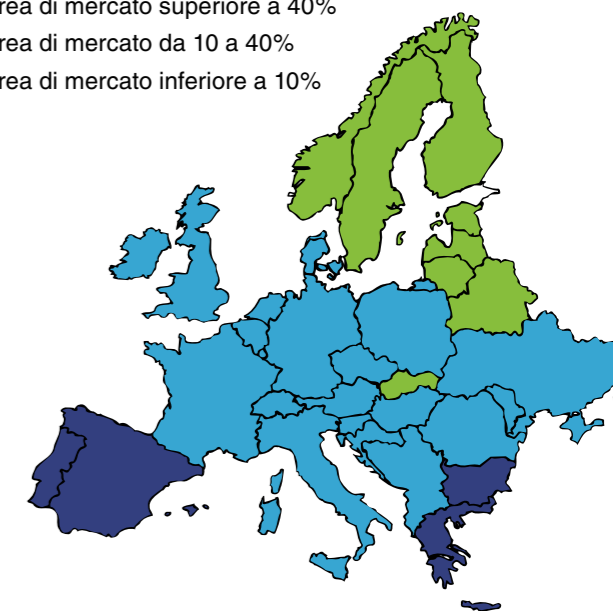 rea di mercato superiore a 40%
rea di mercato da 10 a 40%
rea di mercato inferiore a 10%